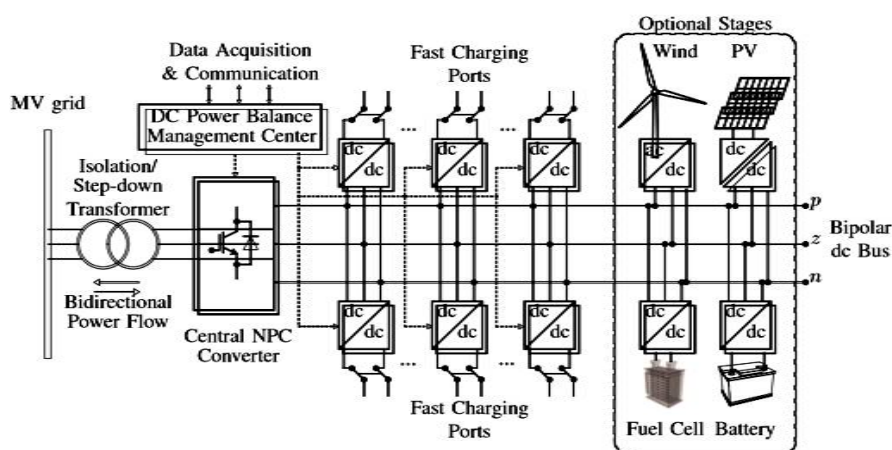 Optional Stages
Wind PV
Data Acquisition
& Communication
Fast Charging
Ports
MV grid
DC Power Balance
Management Center
Isolation/
Step-down
Transformer
dc dc dc ac dc
dc dc dc dc dc
p
z
n
Bipolar
dc Bus
Bidirectional
Power Flow
Central NPC
Converter
dc dc dc dc dc
dc dc dc dc dc
...
...
...
...
Fast Charging
Ports
Fuel Cell Battery